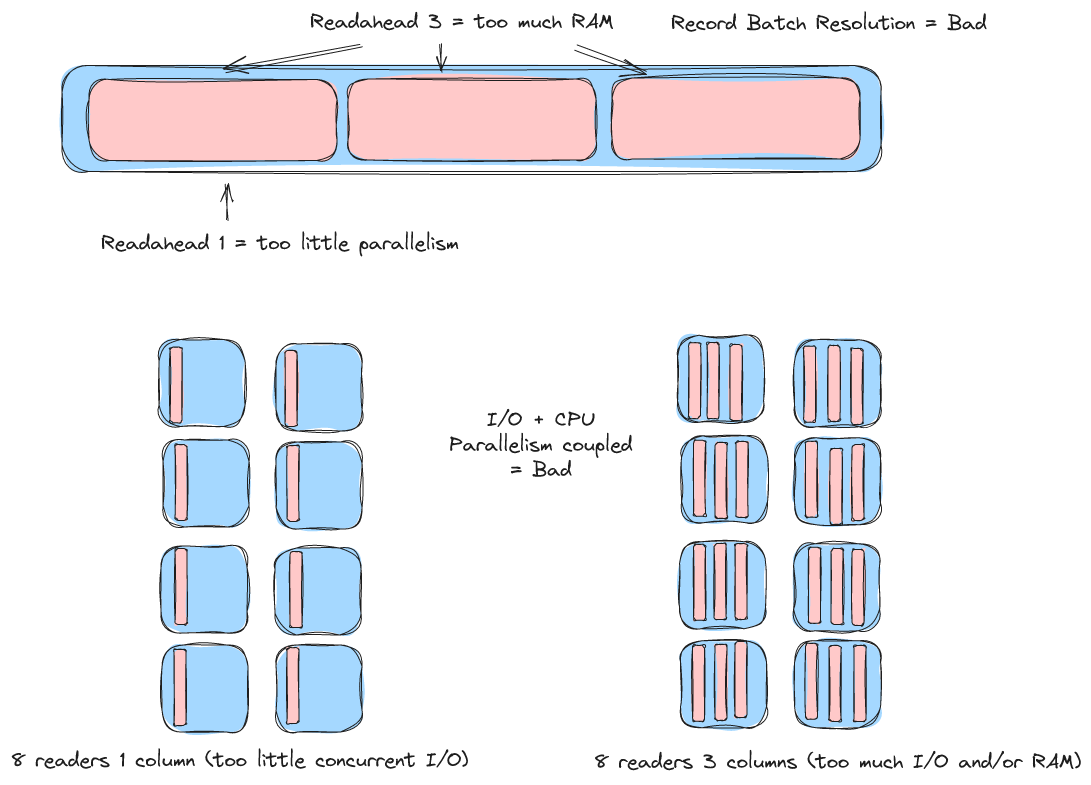 Readahead 3 = too much RAM
Record Batch Resolution = Bad
Readahead 1 = too little parallelism
I/O + CPU
Parallelism coupled
= Bad
8 readers 1 column (too little concurrent I/O)
8 readers 3 columns (too much I/O and/or RAM)